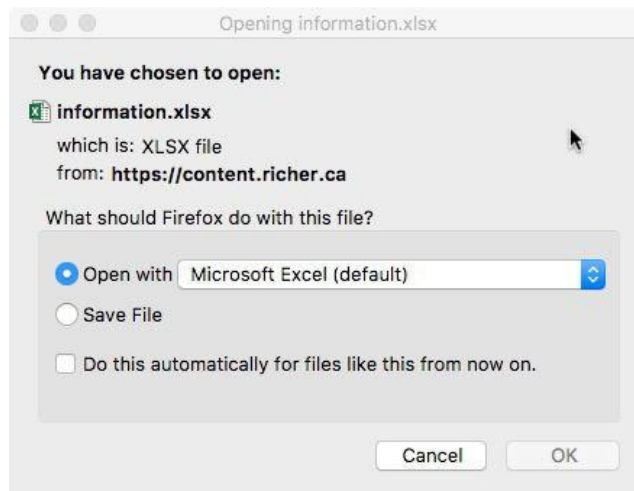 Opening information.xlsx
You have chosen to open:
information.xlsx
which is: XLSX file
from: https://content.richer.ca
What should Firefox do with this file?
Open with Microsoft Excel (default)
Save File
Do this automatically for files like this from now on.
Cancel OK